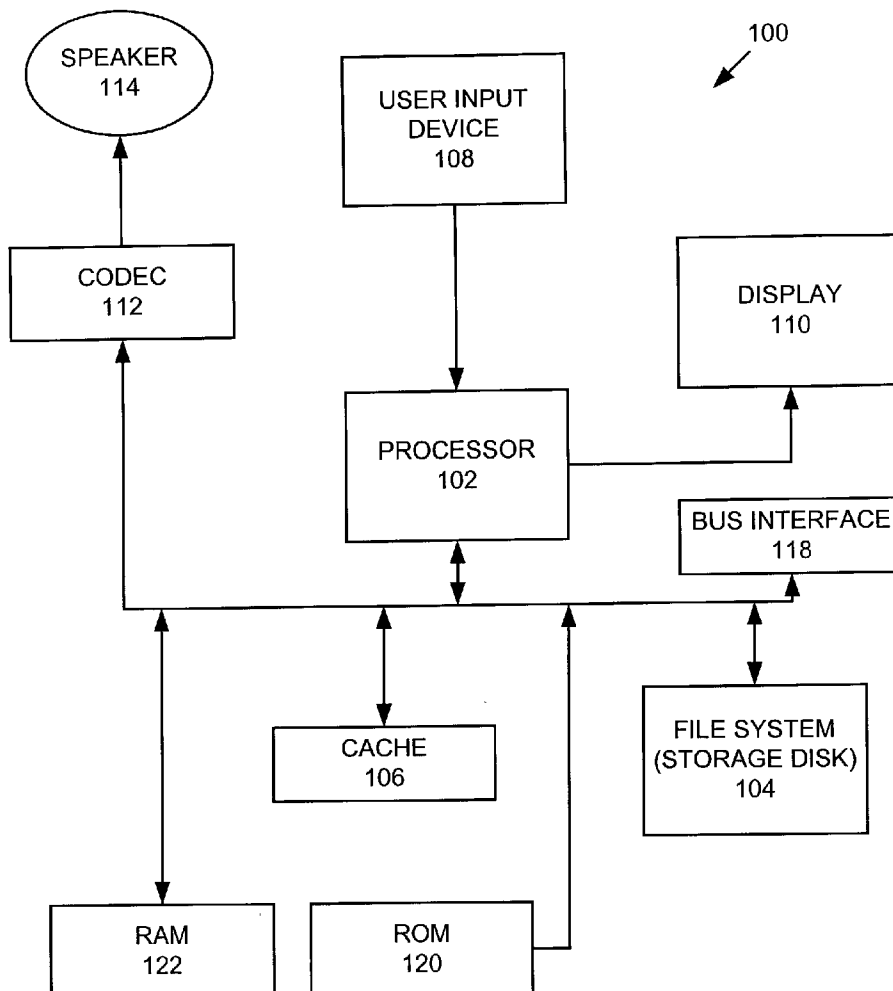 100
SPEAKER
114
USER INPUT
DEVICE
108
CODEC
112
DISPLAY
110
PROCESSOR
102
BUS INTERFACE
118
CACHE
106
FILE SYSTEM
(STORAGE DISK)
104
RAM
122
ROM
120